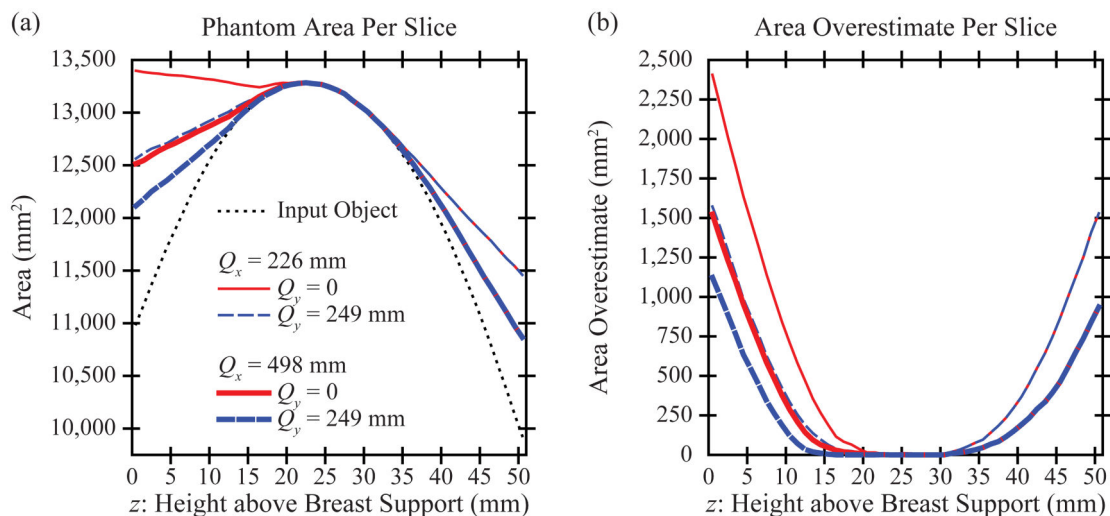 (a)
Phantom Area Per Slice
13,500
13,000
12,500
12,000
11,500
11,000
10,500
10,000
Area (mm²)
Input Object
Qx = 226 mm
Qy = 0
Qy = 249 mm
Qx = 498 mm
Qy = 0
Qy = 249 mm
0 5 10 15 20 25 30 35 40 45 50
z: Height above Breast Support (mm)
(b)
Area Overestimate Per Slice
2,500
2,250
2,000
1,750
1,500
1,250
1,000
750
500
250
0
Area Overestimate (mm²)
0 5 10 15 20 25 30 35 40 45 50
z: Height above Breast Support (mm)